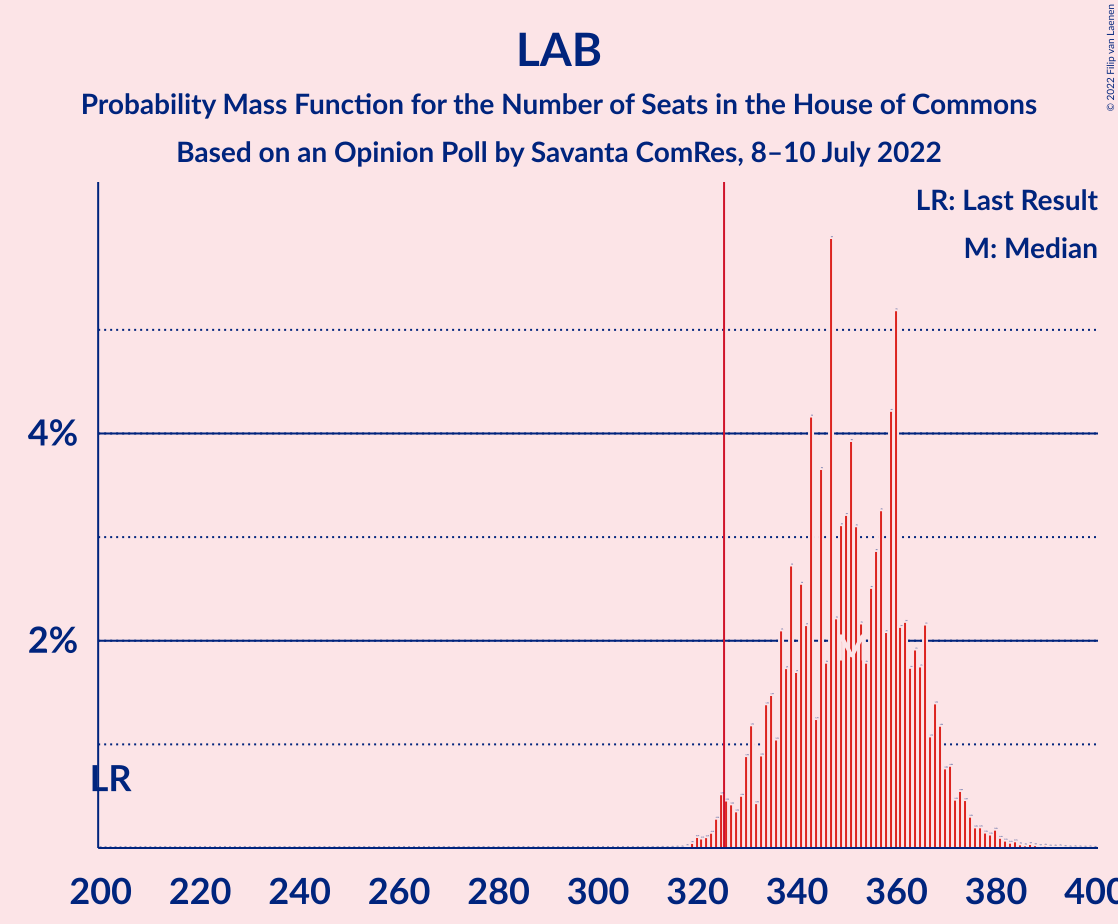 LAB
Probability Mass Function for the Number of Seats in the House of Commons
Based on an Opinion Poll by Savanta ComRes, 8–10 July 2022
© 2022 Filip van Laenen
LR: Last Result
M: Median
4%
2%
LR
M
200 220 240 260 280 300 320 340 360 380 400